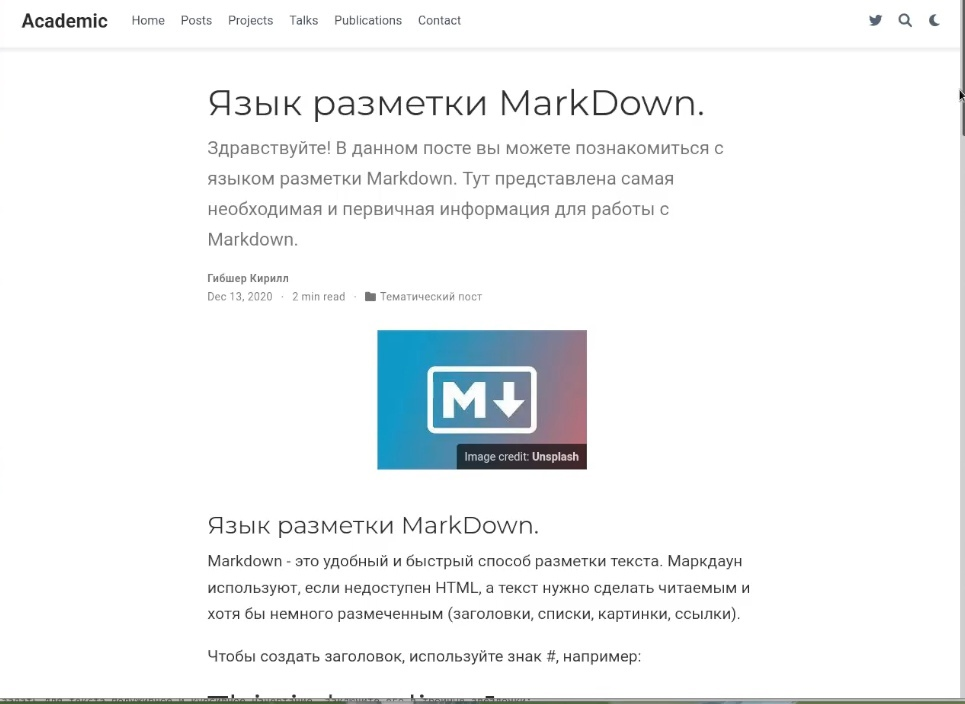 Academic Home Posts Projects Talks Publications Contact
Язык разметки MarkDown.
Здравствуйте! В данном посте вы можете познакомиться с
языком разметки Markdown. Тут представлена самая
необходимая и первичная информация для работы с
Markdown.
Гибшер Кирилл
Dec 13, 2020 · 2 min read · Тематический пост
M
Image credit: Unsplash
Язык разметки MarkDown.
Markdown - это удобный и быстрый способ разметки текста. Маркдаун
используют, если недоступен HTML, а текст нужно сделать читаемым и
хотя бы немного размеченным (заголовки, списки, картинки, ссылки).
Чтобы создать заголовок, используйте знак #, например: